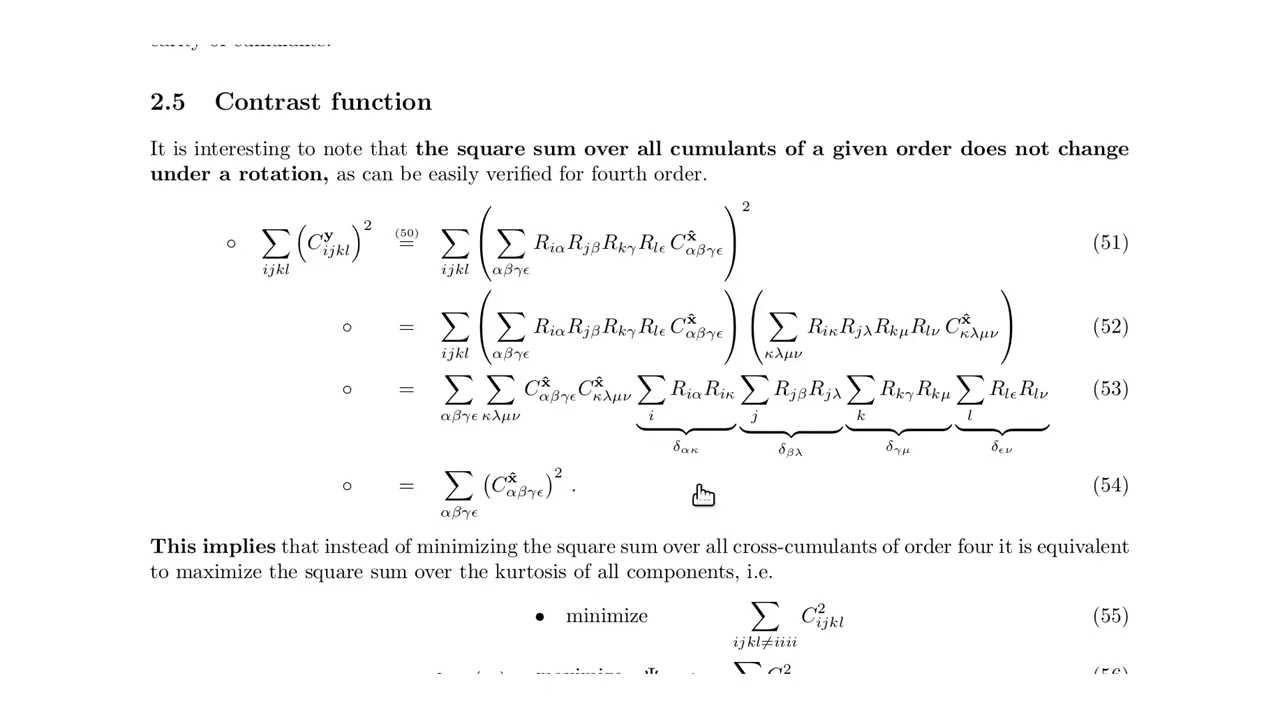 2.5 Contrast function
It is interesting to note that the square sum over all cumulants of a given order does not change
under a rotation, as can be easily verified for fourth order.
◦ ∑_{ijkl} (C^{y}_{ijkl})^2 \overset{(50)}{=} ∑_{ijkl} (∑_{αβγϵ} R_{iα}R_{jβ}R_{kγ}R_{lϵ} C^{x̂}_{αβγϵ})^2 (51)
◦ = ∑_{ijkl} (∑_{αβγϵ} R_{iα}R_{jβ}R_{kγ}R_{lϵ} C^{x̂}_{αβγϵ}) (∑_{κλμν} R_{iκ}R_{jλ}R_{kμ}R_{lν} C^{x̂}_{κλμν}) (52)
◦ = ∑_{αβγϵ} ∑_{κλμν} C^{x̂}_{αβγϵ} C^{x̂}_{κλμν} ∑_{i} R_{iα}R_{iκ} ∑_{j} R_{jβ}R_{jλ} ∑_{k} R_{kγ}R_{kμ} ∑_{l} R_{lϵ}R_{lν} (53)
δ_{ακ} δ_{βλ} δ_{γμ} δ_{ϵν}
◦ = ∑_{αβγϵ} (C^{x̂}_{αβγϵ})^2 . (54)
This implies that instead of minimizing the square sum over all cross-cumulants of order four it is equivalent
to maximize the square sum over the kurtosis of all components, i.e.
• minimize ∑_{ijkl≠iiii} C^2_{ijkl} (55)